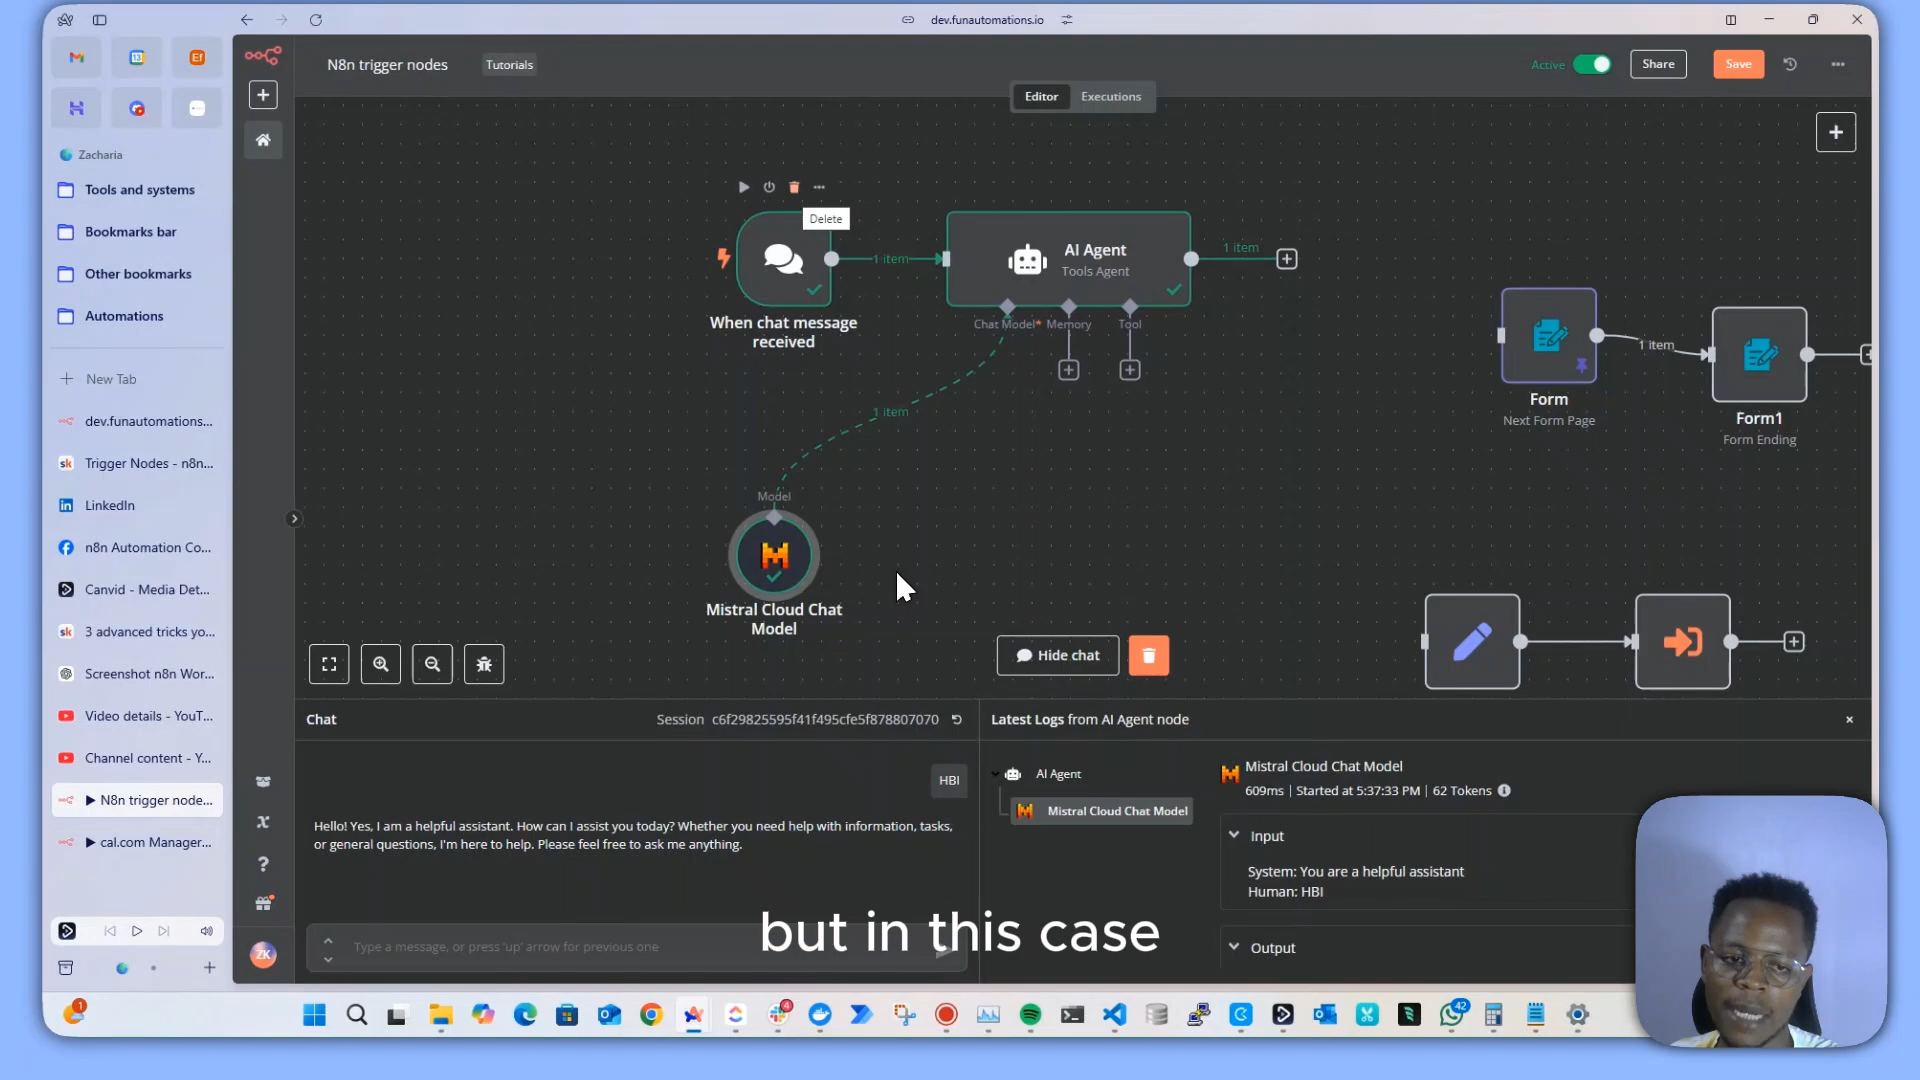 dev.funautomations.io
13
Ef
Zacharia
Tools and systems
Bookmarks bar
Other bookmarks
Automations
New Tab
dev.funautomations...
sk Trigger Nodes - n8n...
LinkedIn
n8n Automation Co...
Canvid - Media Det...
sk 3 advanced tricks yo...
Screenshot n8n Wor...
Video details - YouT...
Channel content - Y...
▶ N8n trigger node...
▶ cal.com Manager...
N8n trigger nodes
Tutorials
Active
Share
Save
Editor
Executions
Delete
When chat message
received
1 item
AI Agent
Tools Agent
1 item
Chat Model*
Memory
Tool
1 item
Model
Mistral Cloud Chat
Model
Form
Next Form Page
1 item
Form1
Form Ending
Hide chat
Chat
Session c6f29825595f41f495cfe5f878807070
HBI
Hello! Yes, I am a helpful assistant. How can I assist you today? Whether you need help with information, tasks,
or general questions, I'm here to help. Please feel free to ask me anything.
Type a message, or press 'up' arrow for previous one
Latest Logs from AI Agent node
AI Agent
Mistral Cloud Chat Model
Mistral Cloud Chat Model
609ms | Started at 5:37:33 PM | 62 Tokens
Input
System: You are a helpful assistant
Human: HBI
Output
ZK
but in this case
1
4
42